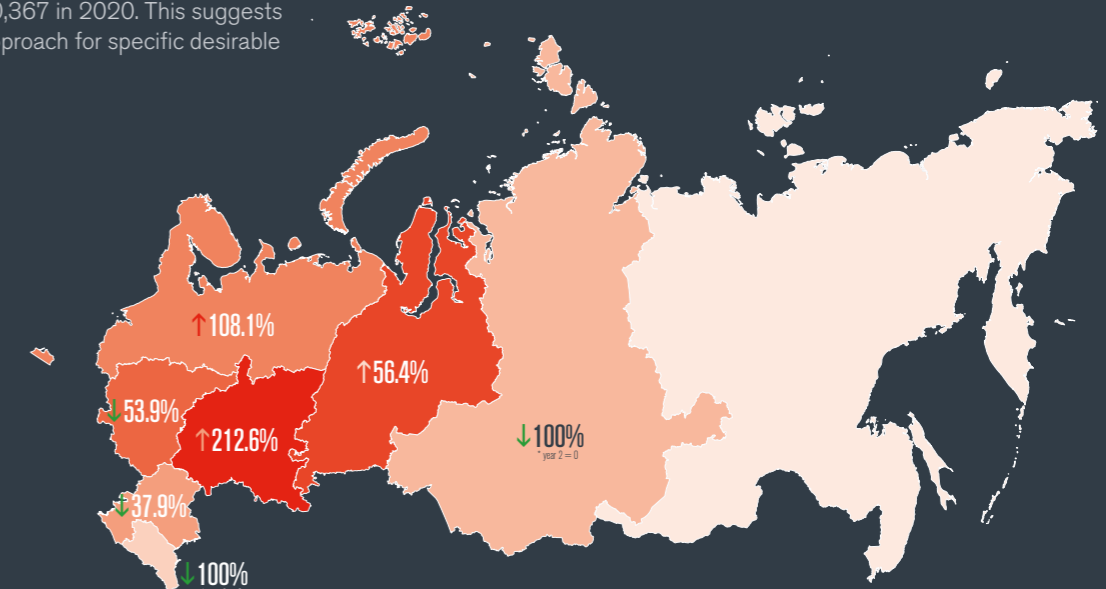 0,367 in 2020. This suggests
proach for specific desirable
↑108.1%
↑56.4%
↓53.9%
↑212.6%
↓100%
* year 2 = 0
↓37.9%
↓100%